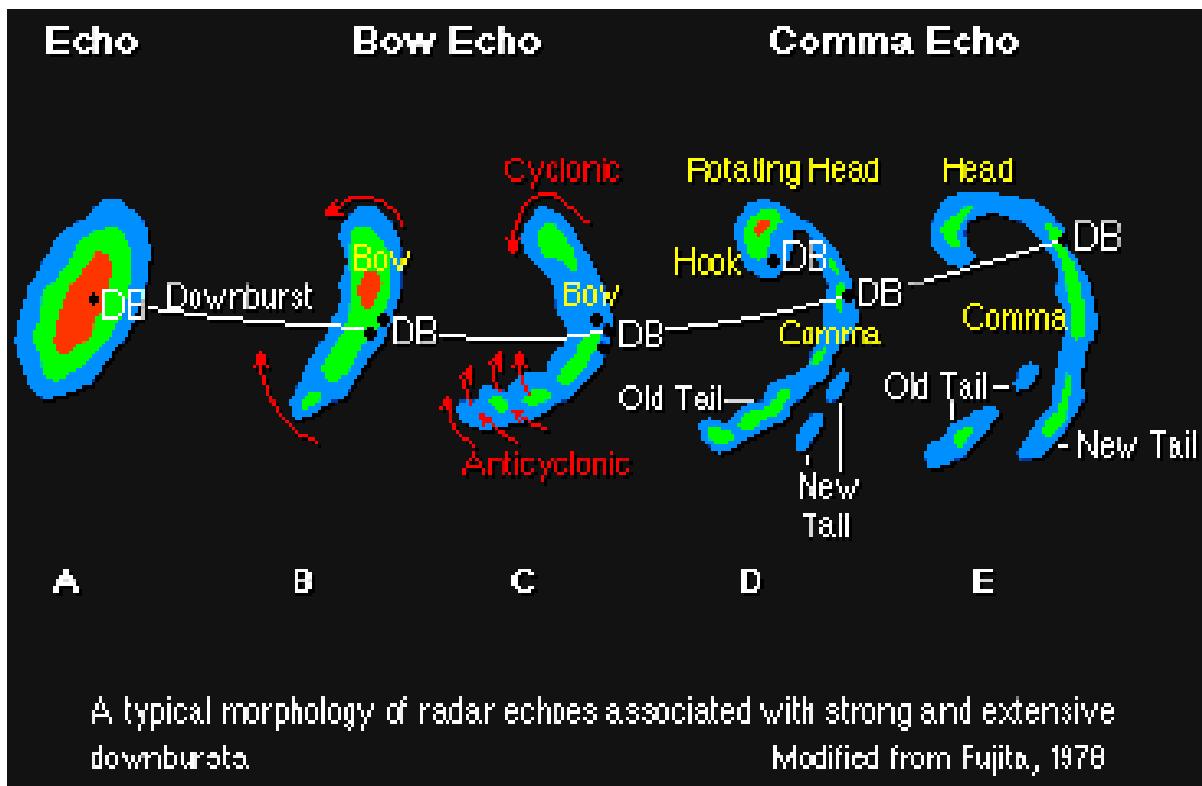 Echo
Bow Echo
Comma Echo
Cyclonic
Rotating Head
Head
Bow
Hook
DB
DB
Bow
DB
Downburst
DB
DB
DB
DB
Comma
Comma
Old Tail
Old Tail
Anticyclonic
New Tail
New
Tail
A
B
C
D
E
A typical morphology of radar echoes associated with strong and extensive
downbursts
Modified from Fujita, 1978